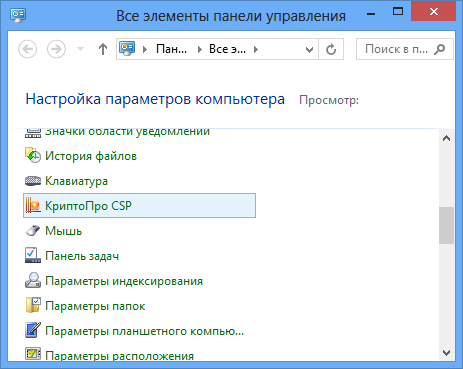 Все элементы панели управления
Пан... Все э... Поиск в п...
Настройка параметров компьютера Просмотр:
Значки области уведомлений
История файлов
Клавиатура
КриптоПро CSP
Мышь
Панель задач
Параметры индексирования
Параметры папок
Параметры планшетного компью...
Параметры расположения